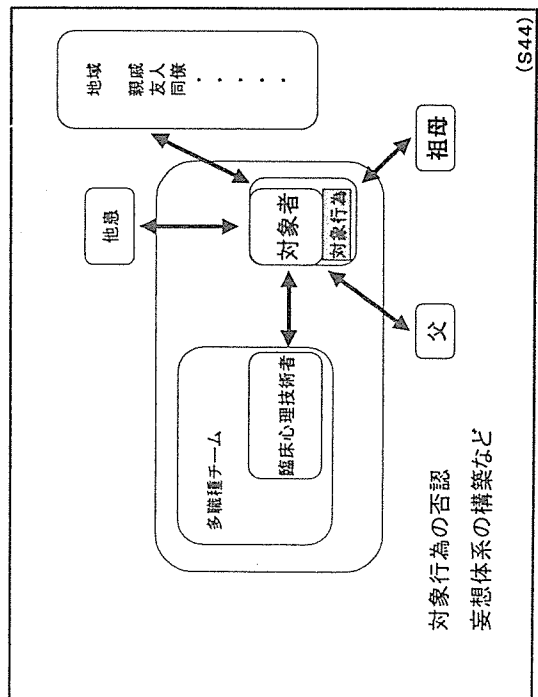 地域
親戚
友人
同僚
・・・・・
他患
多職種チーム
臨床心理技術者
対象者
対象行為
父
祖母
対象行為の否認
妄想体系の構築など
(S44)